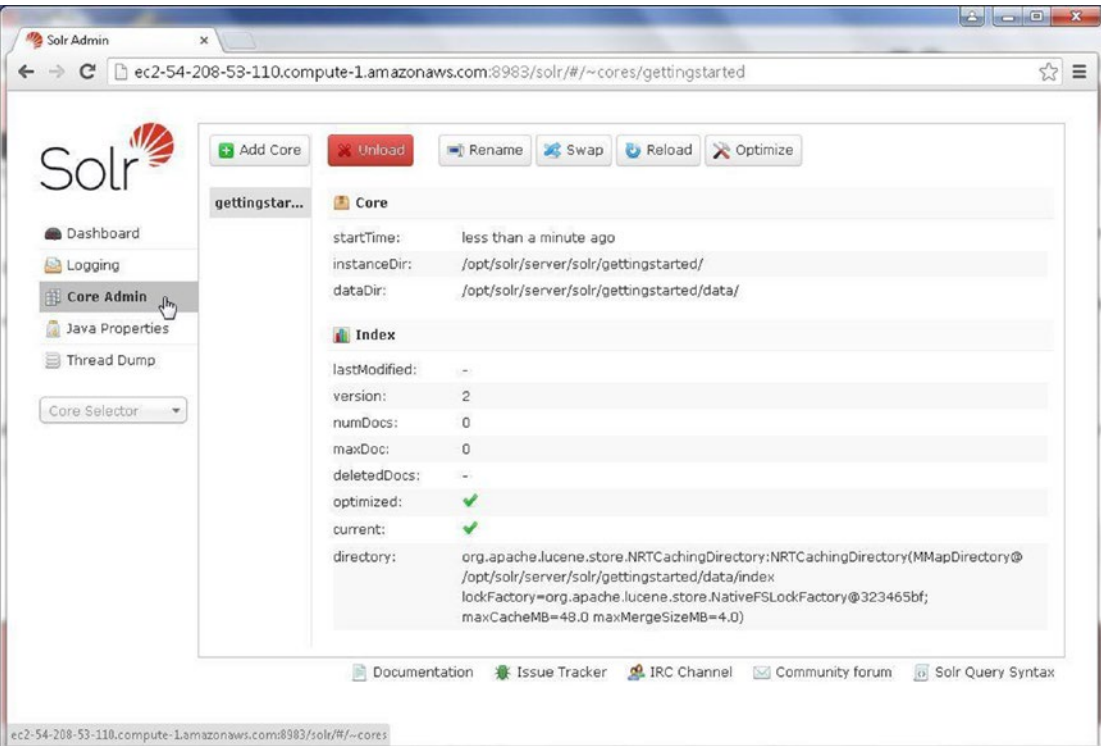 Solr Admin
ec2-54-208-53-110.compute-1.amazonaws.com:8983/solr/#/~cores/gettingstarted
Solr
Dashboard
Logging
Core Admin
Java Properties
Thread Dump
Core Selector
Add Core
gettingstar...
Unload Rename Swap Reload Optimize
Core
startTime: less than a minute ago
instanceDir: /opt/solr/server/solr/gettingstarted/
dataDir: /opt/solr/server/solr/gettingstarted/data/
Index
lastModified: -
version: 2
numDocs: 0
maxDoc: 0
deletedDocs: -
optimized:
current:
directory: org.apache.lucene.store.NRTCachingDirectory:NRTCachingDirectory(MMapDirectory@
/opt/solr/server/solr/gettingstarted/data/index
lockFactory=org.apache.lucene.store.NativeFSLockFactory@323465bf;
maxCacheMB=48.0 maxMergeSizeMB=4.0)
Documentation Issue Tracker IRC Channel Community forum Solr Query Syntax
ec2-54-208-53-110.compute-1.amazonaws.com:8983/solr/#/~cores